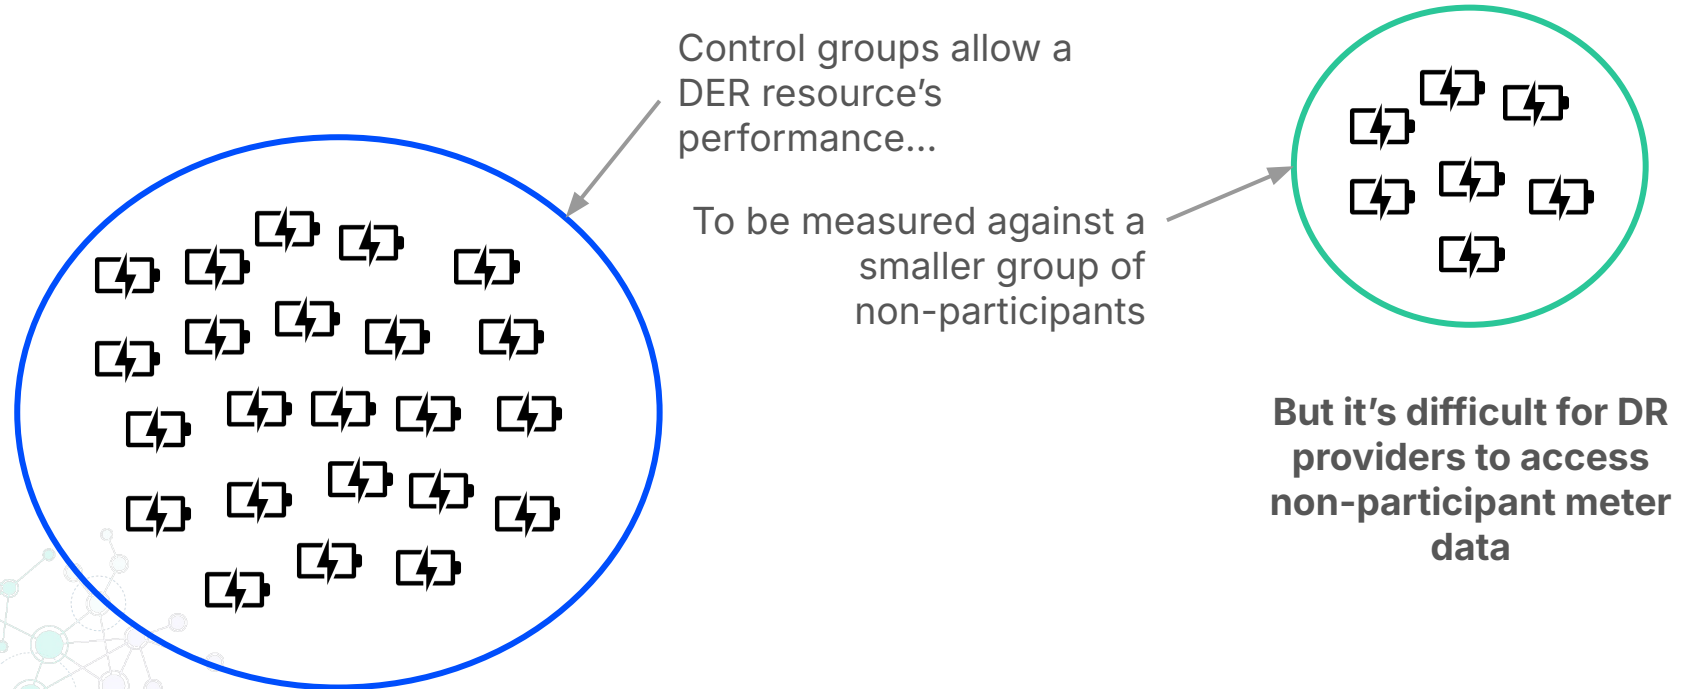 Control groups allow a
DER resource’s
performance...
To be measured against a
smaller group of
non-participants
But it’s difficult for DR
providers to access
non-participant meter
data